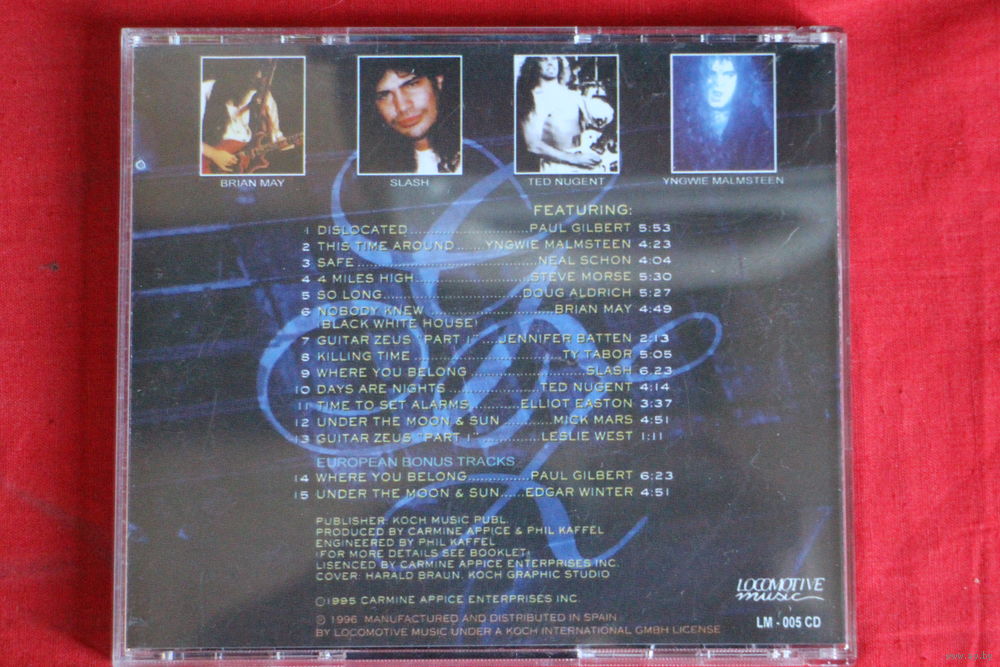 BRIAN MAY
SLASH
TED NUGENT
YNGWIE MALMSTEEN
FEATURING:
1 DISLOCATED......................PAUL GILBERT 5:53
2 THIS TIME AROUND......YNGWIE MALMSTEEN 4:23
3 SAFE.................................NEAL SCHON 4:04
4 4 MILES HIGH......................STEVE MORSE 5:30
5 SO LONG...........................DOUG ALDRICH 5:27
6 NOBODY KNEW ......................BRIAN MAY 4:49
(BLACK WHITE HOUSE)
7 GUITAR ZEUS "PART 1"....JENNIFER BATTEN 2:13
8 KILLING TIME ...........................TY TABOR 5:05
9 WHERE YOU BELONG .....................SLASH 6:23
10 DAYS ARE NIGHTS .................TED NUGENT 4:14
11 TIME TO SET ALARMS .........ELLIOT EASTON 3:37
12 UNDER THE MOON & SUN ...........MICK MARS 4:51
13 GUITAR ZEUS "PART 1".............LESLIE WEST 1:11
EUROPEAN BONUS TRACKS
14 WHERE YOU BELONG............PAUL GILBERT 6:23
15 UNDER THE MOON & SUN.....EDGAR WINTER 4:51
PUBLISHER: KOCH MUSIC PUBL.
PRODUCED BY CARMINE APPICE & PHIL KAFFEL
ENGINEERED BY PHIL KAFFEL
(FOR MORE DETAILS SEE BOOKLET)
LISENCED BY CARMINE APPICE ENTERPRISES INC.
COVER: HARALD BRAUN, KOCH GRAPHIC STUDIO
©1995 CARMINE APPICE ENTERPRISES INC.
℗ 1996 MANUFACTURED AND DISTRIBUTED IN SPAIN
BY LOCOMOTIVE MUSIC UNDER A KOCH INTERNATIONAL GMBH LICENSE
LOCOMOTIVE
music
LM - 005 CD